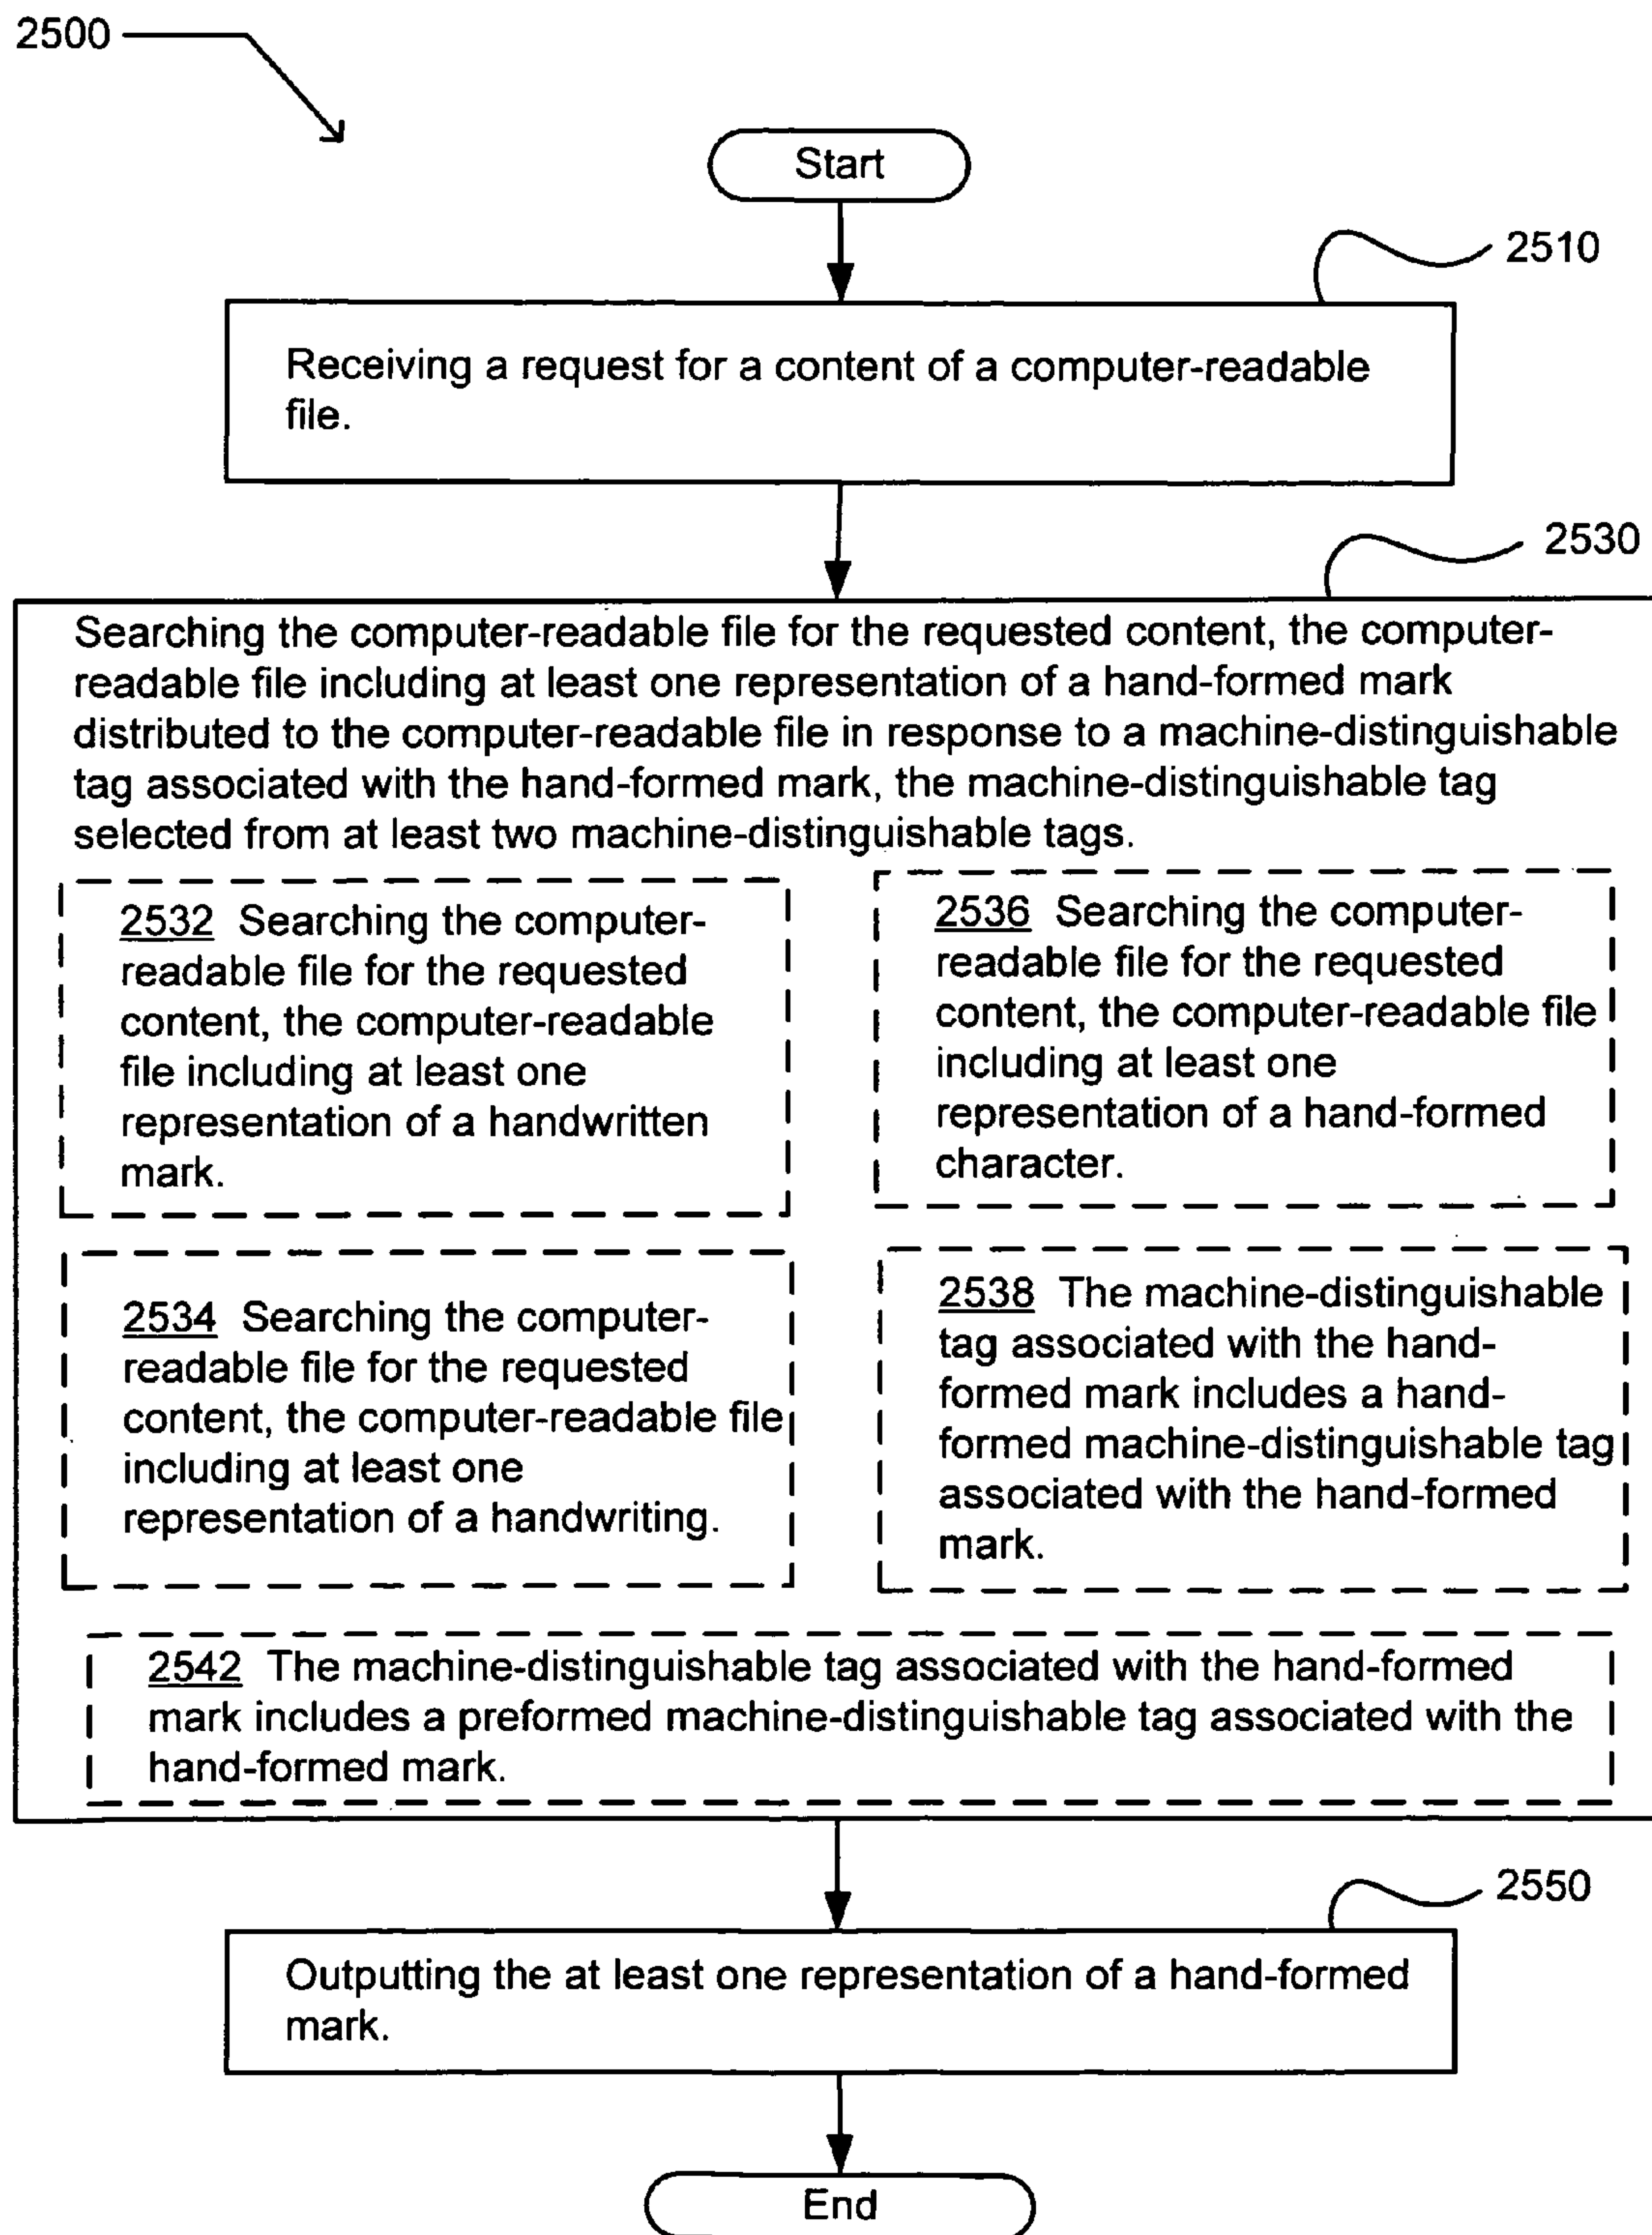 2500
Start
2510
Receiving a request for a content of a computer-readable
file.
2530
Searching the computer-readable file for the requested content, the computer-
readable file including at least one representation of a hand-formed mark
distributed to the computer-readable file in response to a machine-distinguishable
tag associated with the hand-formed mark, the machine-distinguishable tag
selected from at least two machine-distinguishable tags.
2532 Searching the computer-
readable file for the requested
content, the computer-readable
file including at least one
representation of a handwritten
mark.
2536 Searching the computer-
readable file for the requested
content, the computer-readable file
including at least one
representation of a hand-formed
character.
2534 Searching the computer-
readable file for the requested
content, the computer-readable file
including at least one
representation of a handwriting.
2538 The machine-distinguishable
tag associated with the hand-
formed mark includes a hand-
formed machine-distinguishable tag
associated with the hand-formed
mark.
2542 The machine-distinguishable tag associated with the hand-formed
mark includes a preformed machine-distinguishable tag associated with the
hand-formed mark.
2550
Outputting the at least one representation of a hand-formed
mark.
End